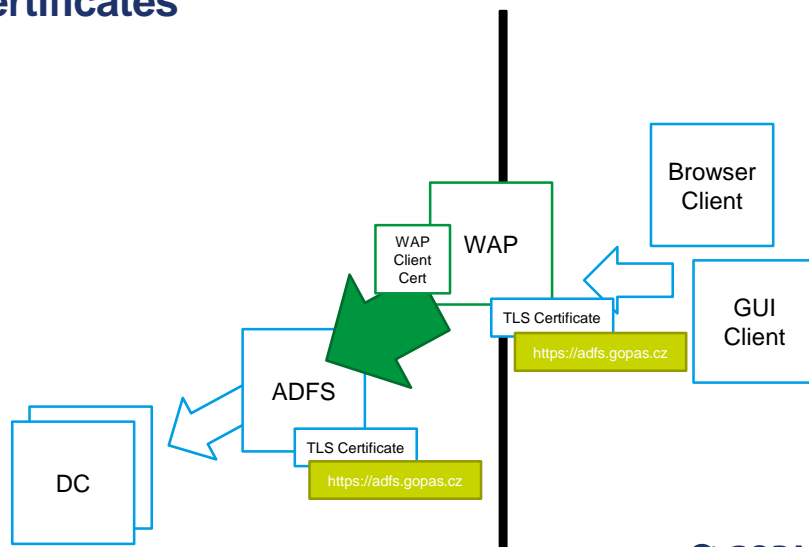 Browser
Client
WAP
Client
Cert
WAP
TLS Certificate
https://adfs.gopas.cz
GUI
Client
ADFS
TLS Certificate
https://adfs.gopas.cz
DC